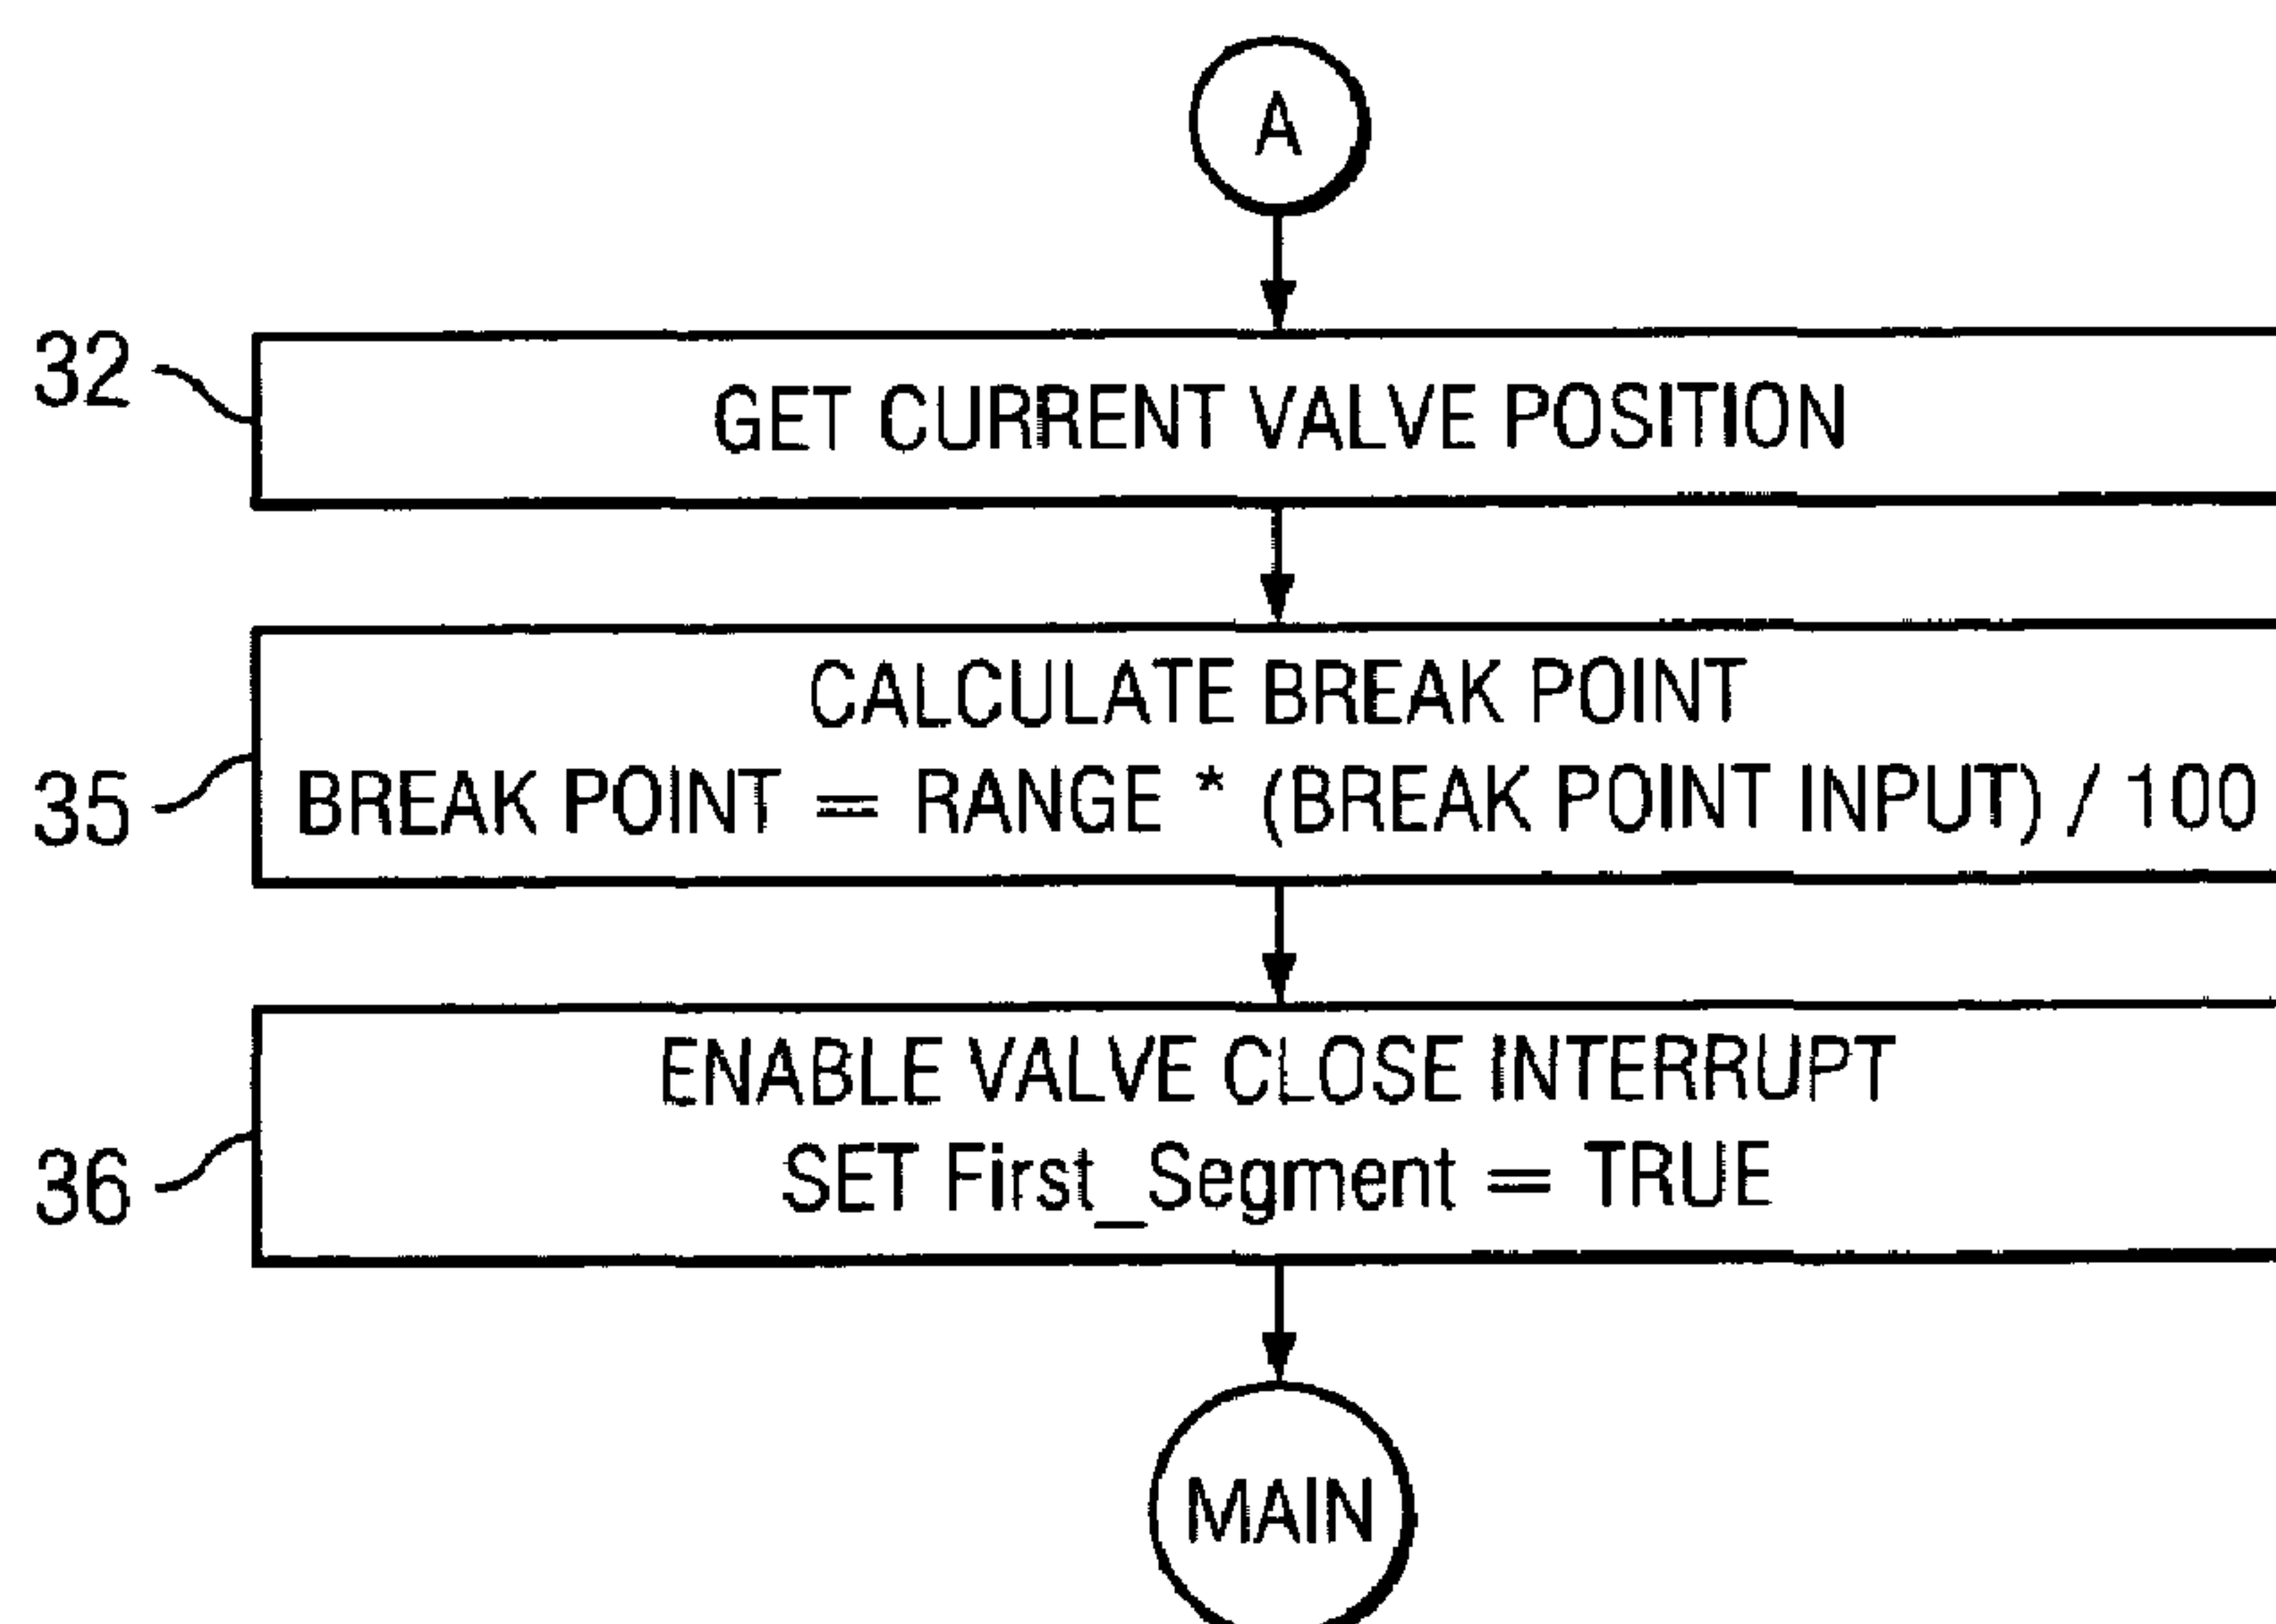 A
32
GET CURRENT VALVE POSITION
CALCULATE BREAK POINT
35
BREAK POINT = RANGE * (BREAK POINT INPUT) / 100
ENABLE VALVE CLOSE INTERRUPT
36
SET First_Segment = TRUE
MAIN